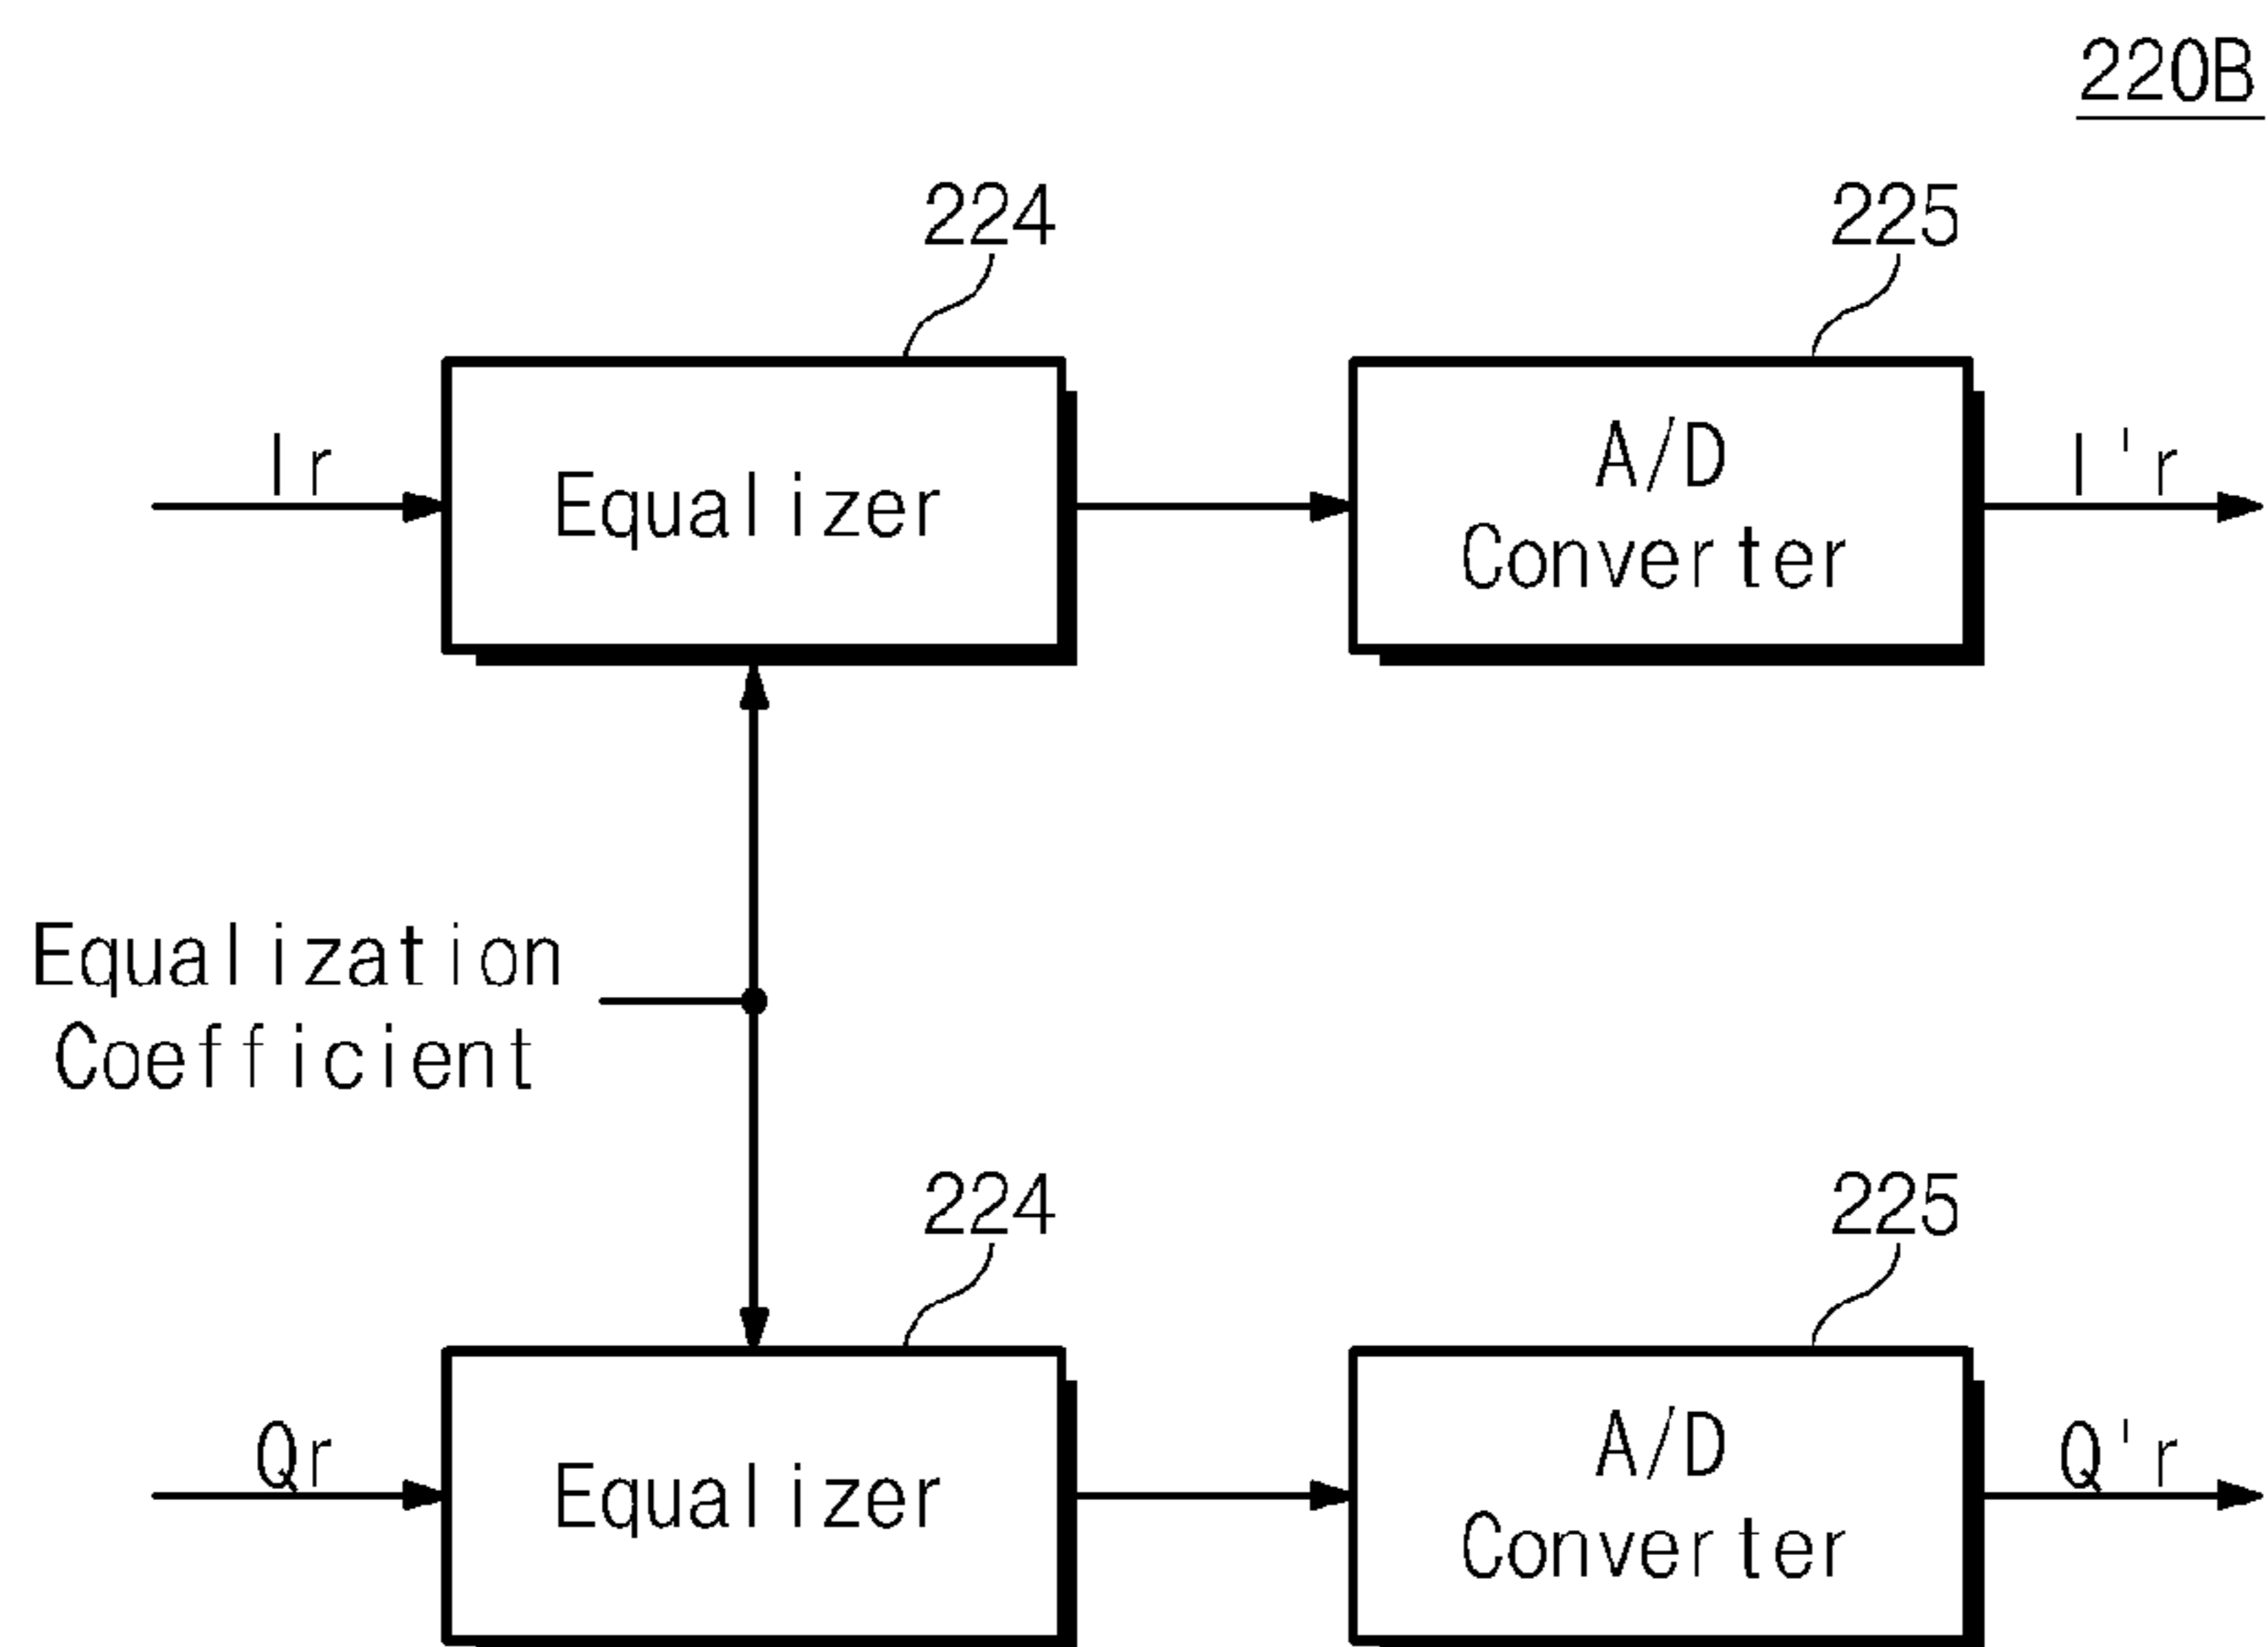 220B
224
225
Ir
Equalizer
A/D
Converter
I'r
Equalization
Coefficient
224
225
Qr
Equalizer
A/D
Converter
Q'r